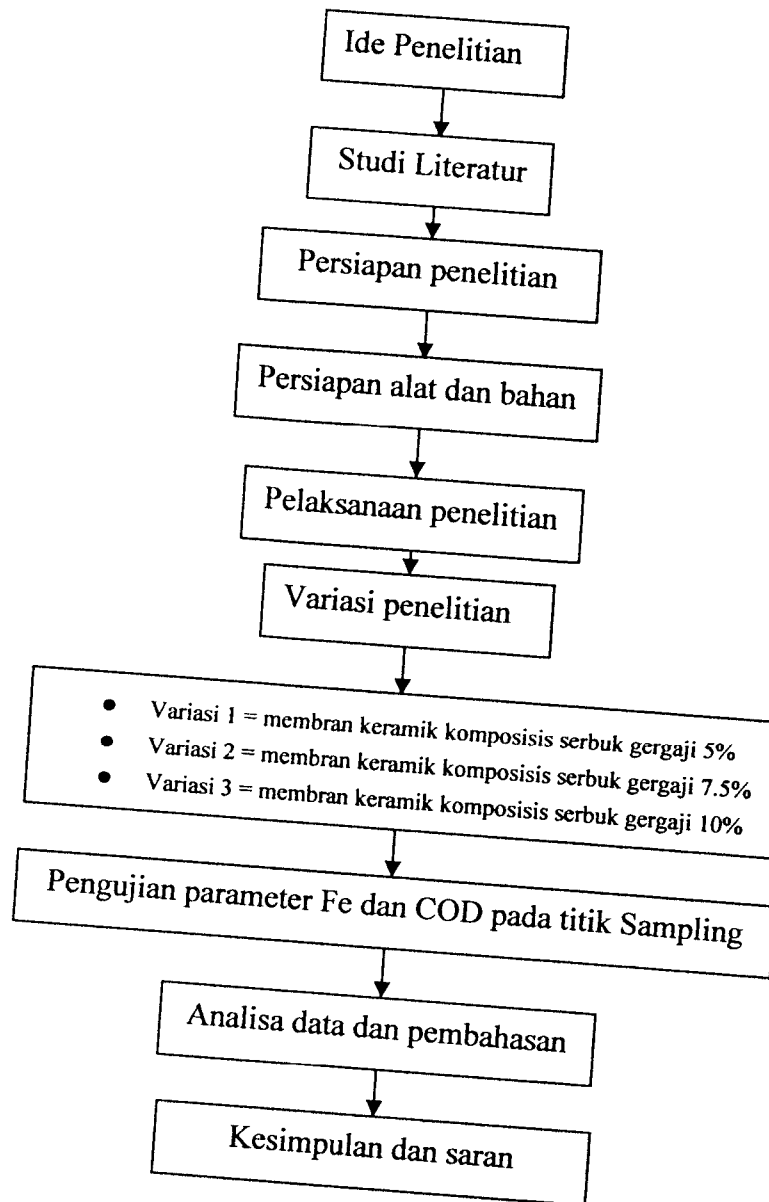 Ide Penelitian
Studi Literatur
Persiapan penelitian
Persiapan alat dan bahan
Pelaksanaan penelitian
Variasi penelitian
● Variasi 1 = membran keramik komposisis serbuk gergaji 5%
● Variasi 2 = membran keramik komposisis serbuk gergaji 7.5%
● Variasi 3 = membran keramik komposisis serbuk gergaji 10%
Pengujian parameter Fe dan COD pada titik Sampling
Analisa data dan pembahasan
Kesimpulan dan saran